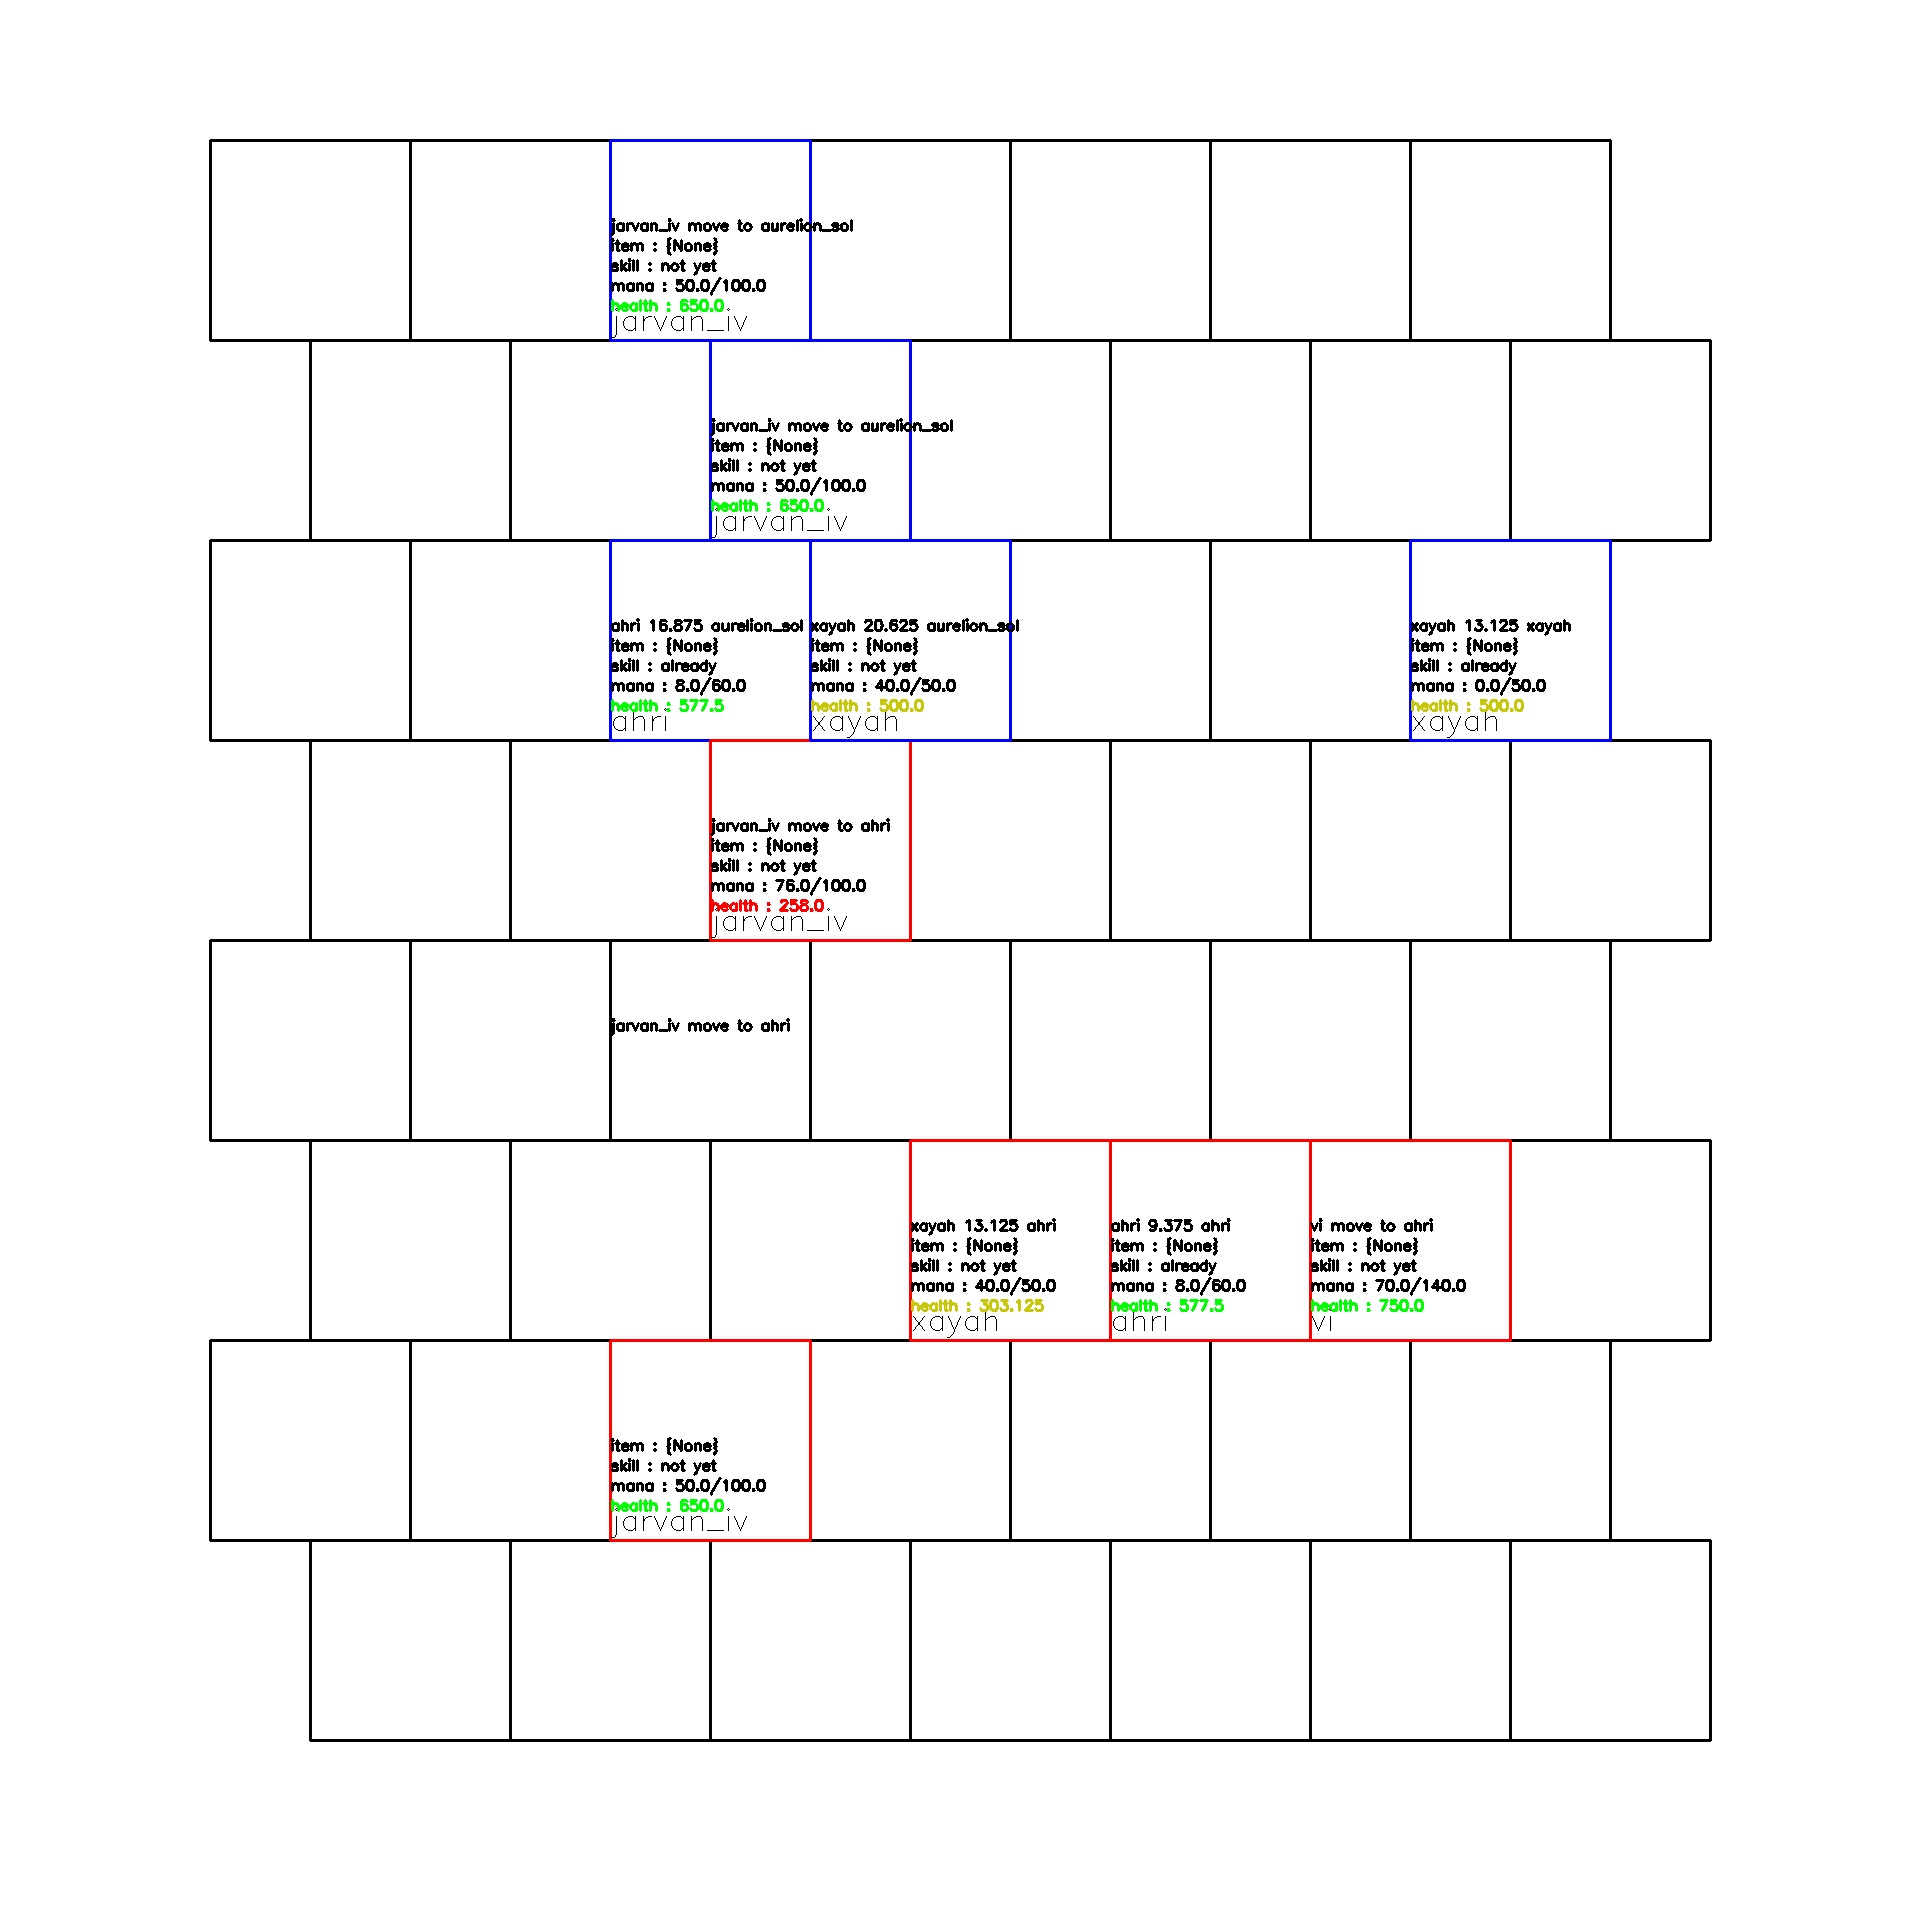 jarvan_iv move to aurelion_sol
item : {None}
skill : not yet
mana : 50.0/100.0
health : 650.0
jarvan_iv
jarvan_iv move to aurelion_sol
item : {None}
skill : not yet
mana : 50.0/100.0
health : 650.0
jarvan_iv
ahri 16.875 aurelion_sol
item : {None}
skill : already
mana : 8.0/60.0
health : 577.5
ahri
xayah 20.625 aurelion_sol
item : {None}
skill : not yet
mana : 40.0/50.0
health : 500.0
xayah
xayah 13.125 xayah
item : {None}
skill : already
mana : 0.0/50.0
health : 500.0
xayah
jarvan_iv move to ahri
item : {None}
skill : not yet
mana : 76.0/100.0
health : 258.0
jarvan_iv
jarvan_iv move to ahri
xayah 13.125 ahri
item : {None}
skill : not yet
mana : 40.0/50.0
health : 303.125
xayah
ahri 9.375 ahri
item : {None}
skill : already
mana : 8.0/60.0
health : 577.5
ahri
vi move to ahri
item : {None}
skill : not yet
mana : 70.0/140.0
health : 750.0
vi
item : {None}
skill : not yet
mana : 50.0/100.0
health : 650.0
jarvan_iv